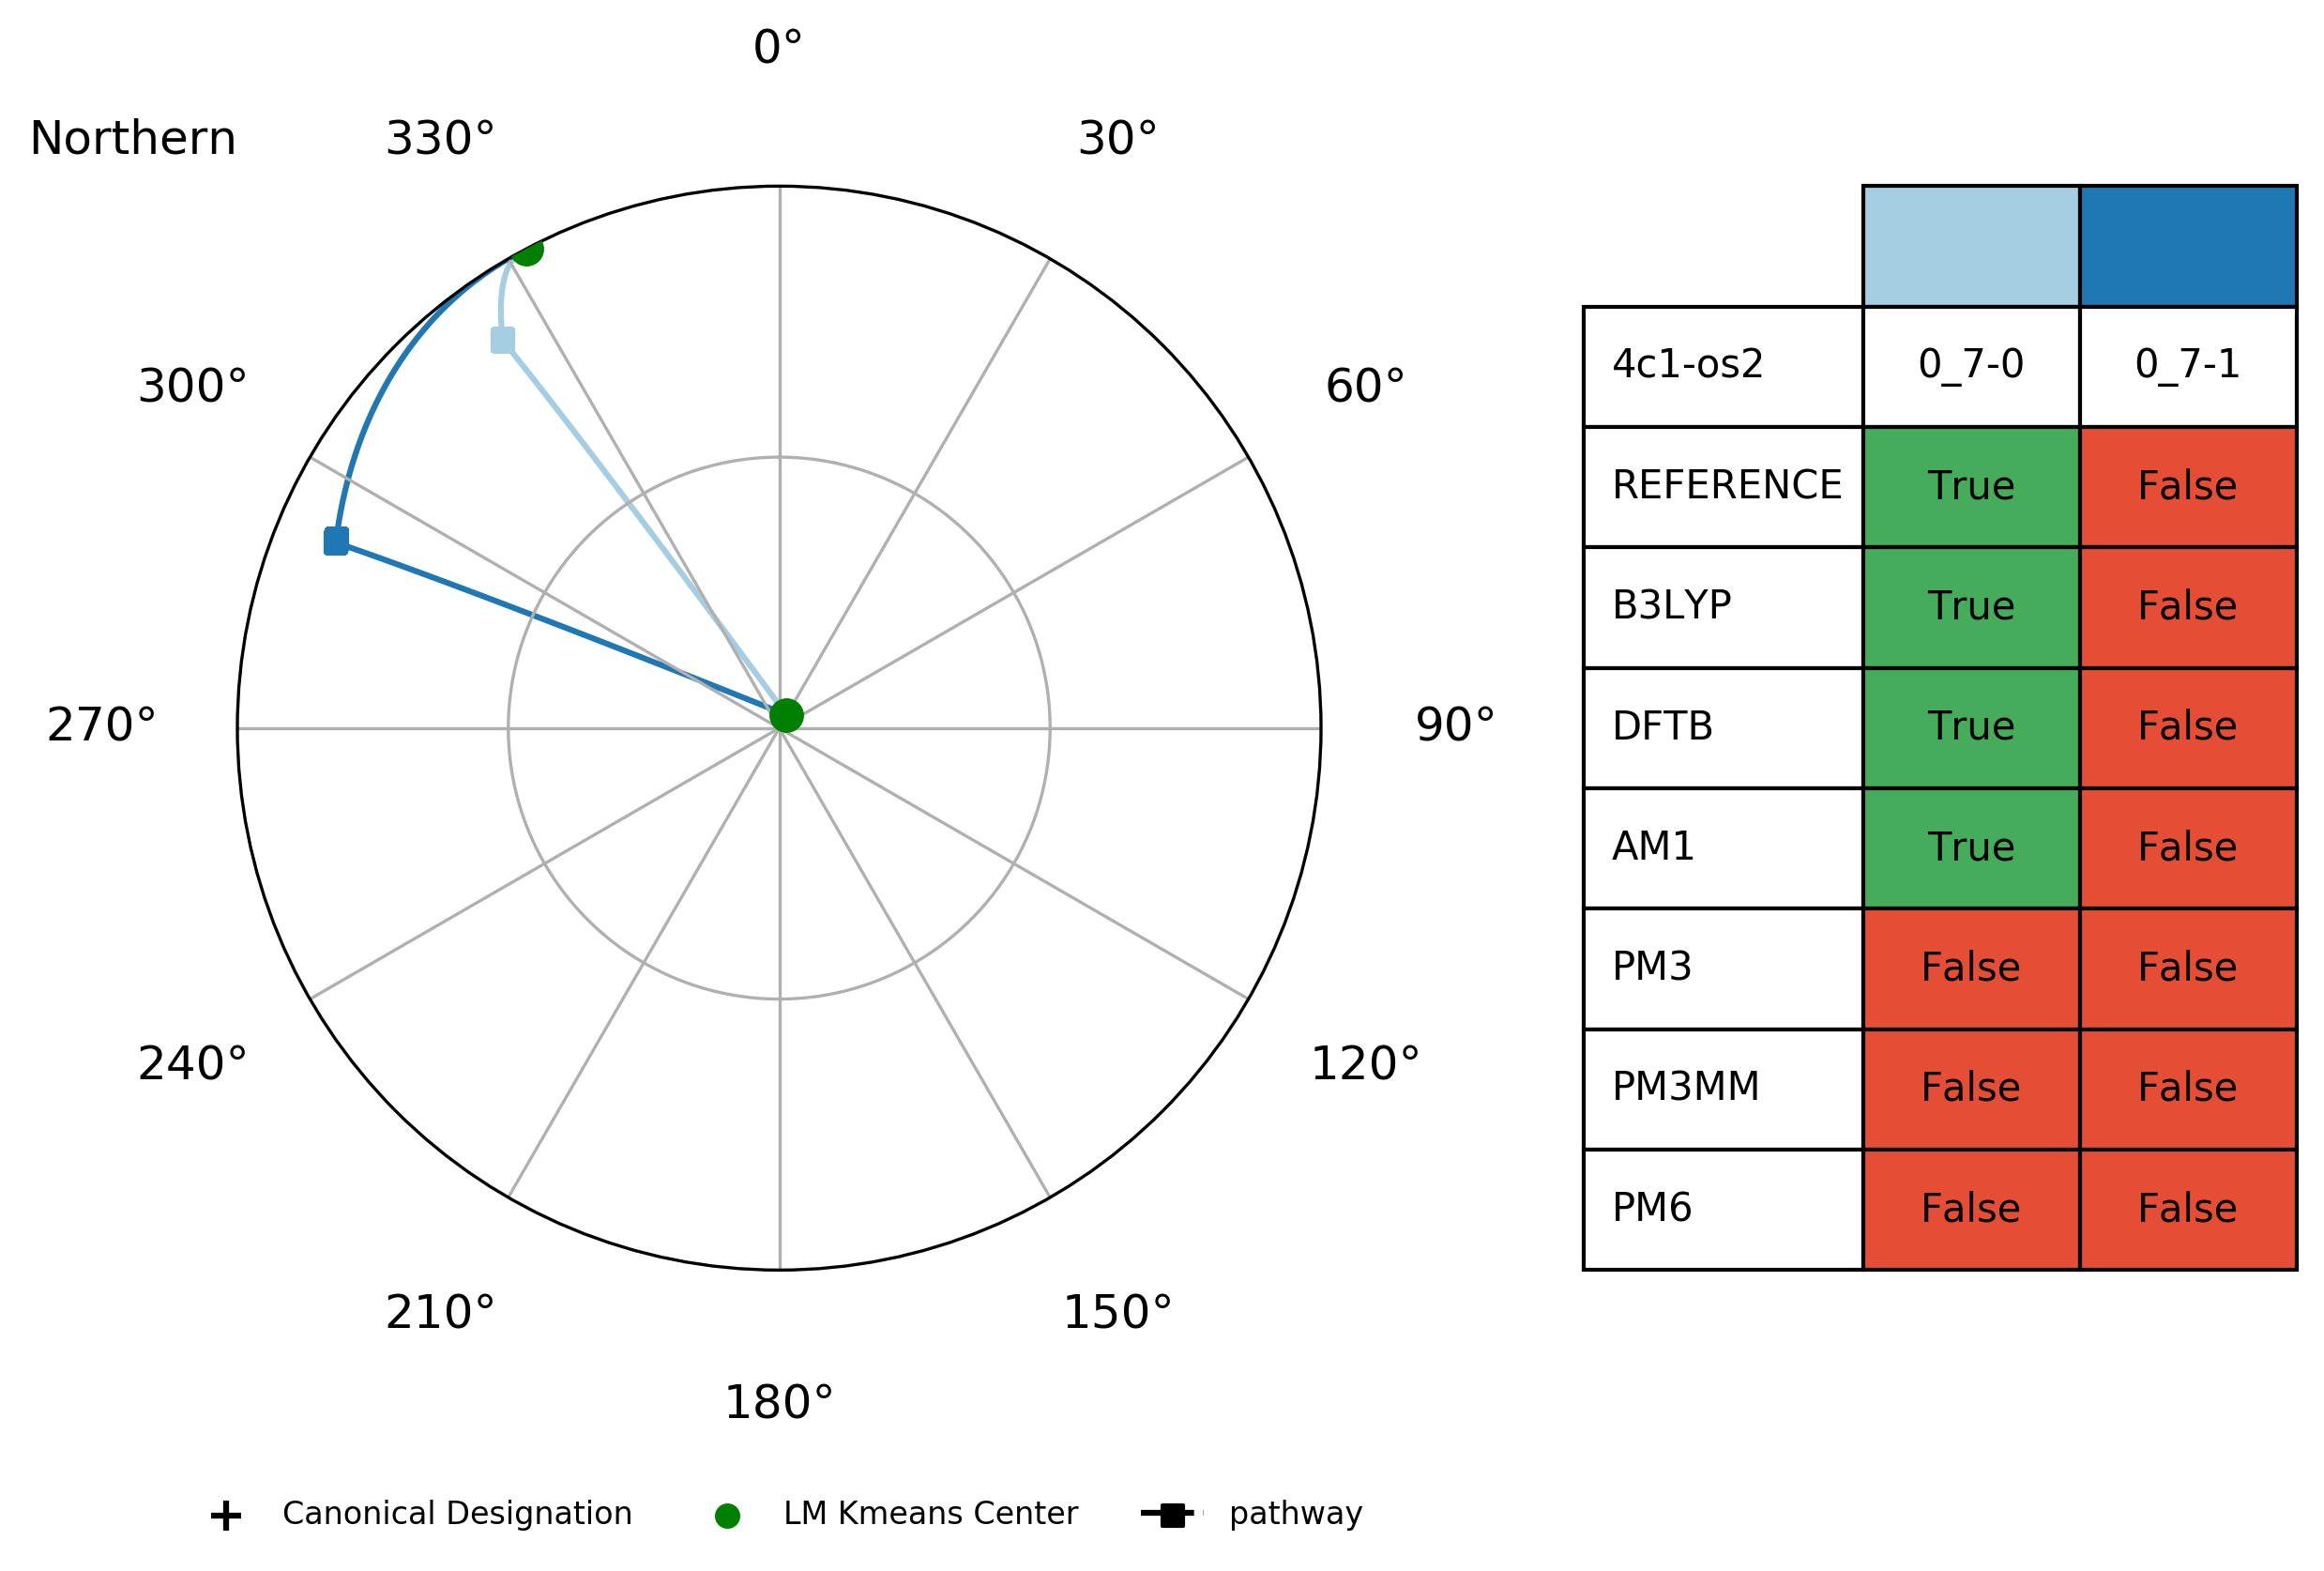 0°
Northern 330° 30°
300° 60°
270° 90°
240° 120°
210° 150°
180°
4c1-os2 0_7-0 0_7-1
REFERENCE True False
B3LYP True False
DFTB True False
AM1 True False
PM3 False False
PM3MM False False
PM6 False False
Canonical Designation LM Kmeans Center pathway